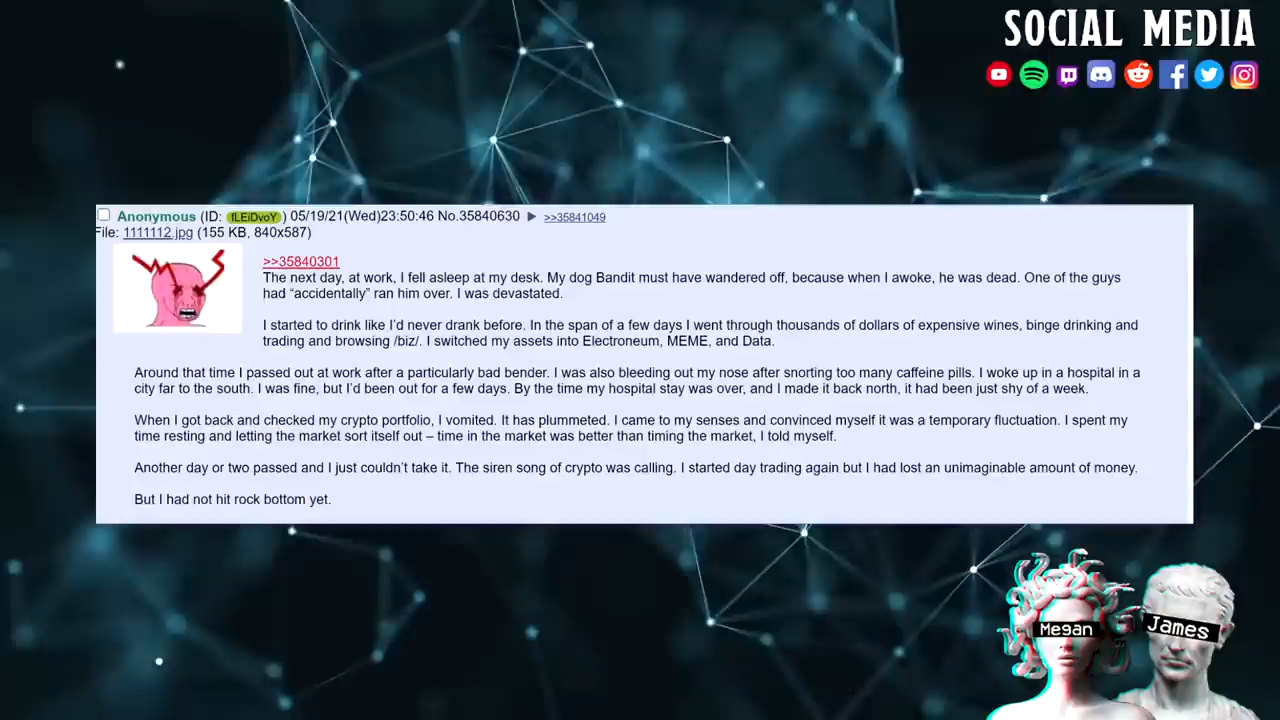 SOCIAL MEDIA
Anonymous (ID: fLEiDvoY) 05/19/21(Wed)23:50:46 No.35840630 ▶ >>35841049
File: 1111112.jpg (155 KB, 840x587)
>>35840301
The next day, at work, I fell asleep at my desk. My dog Bandit must have wandered off, because when I awoke, he was dead. One of the guys
had “accidentally” ran him over. I was devastated.
I started to drink like I’d never drank before. In the span of a few days I went through thousands of dollars of expensive wines, binge drinking and
trading and browsing /biz/. I switched my assets into Electroneum, MEME, and Data.
Around that time I passed out at work after a particularly bad bender. I was also bleeding out my nose after snorting too many caffeine pills. I woke up in a hospital in a
city far to the south. I was fine, but I’d been out for a few days. By the time my hospital stay was over, and I made it back north, it had been just shy of a week.
When I got back and checked my crypto portfolio, I vomited. It has plummeted. I came to my senses and convinced myself it was a temporary fluctuation. I spent my
time resting and letting the market sort itself out – time in the market was better than timing the market, I told myself.
Another day or two passed and I just couldn’t take it. The siren song of crypto was calling. I started day trading again but I had lost an unimaginable amount of money.
But I had not hit rock bottom yet.
Megan
James